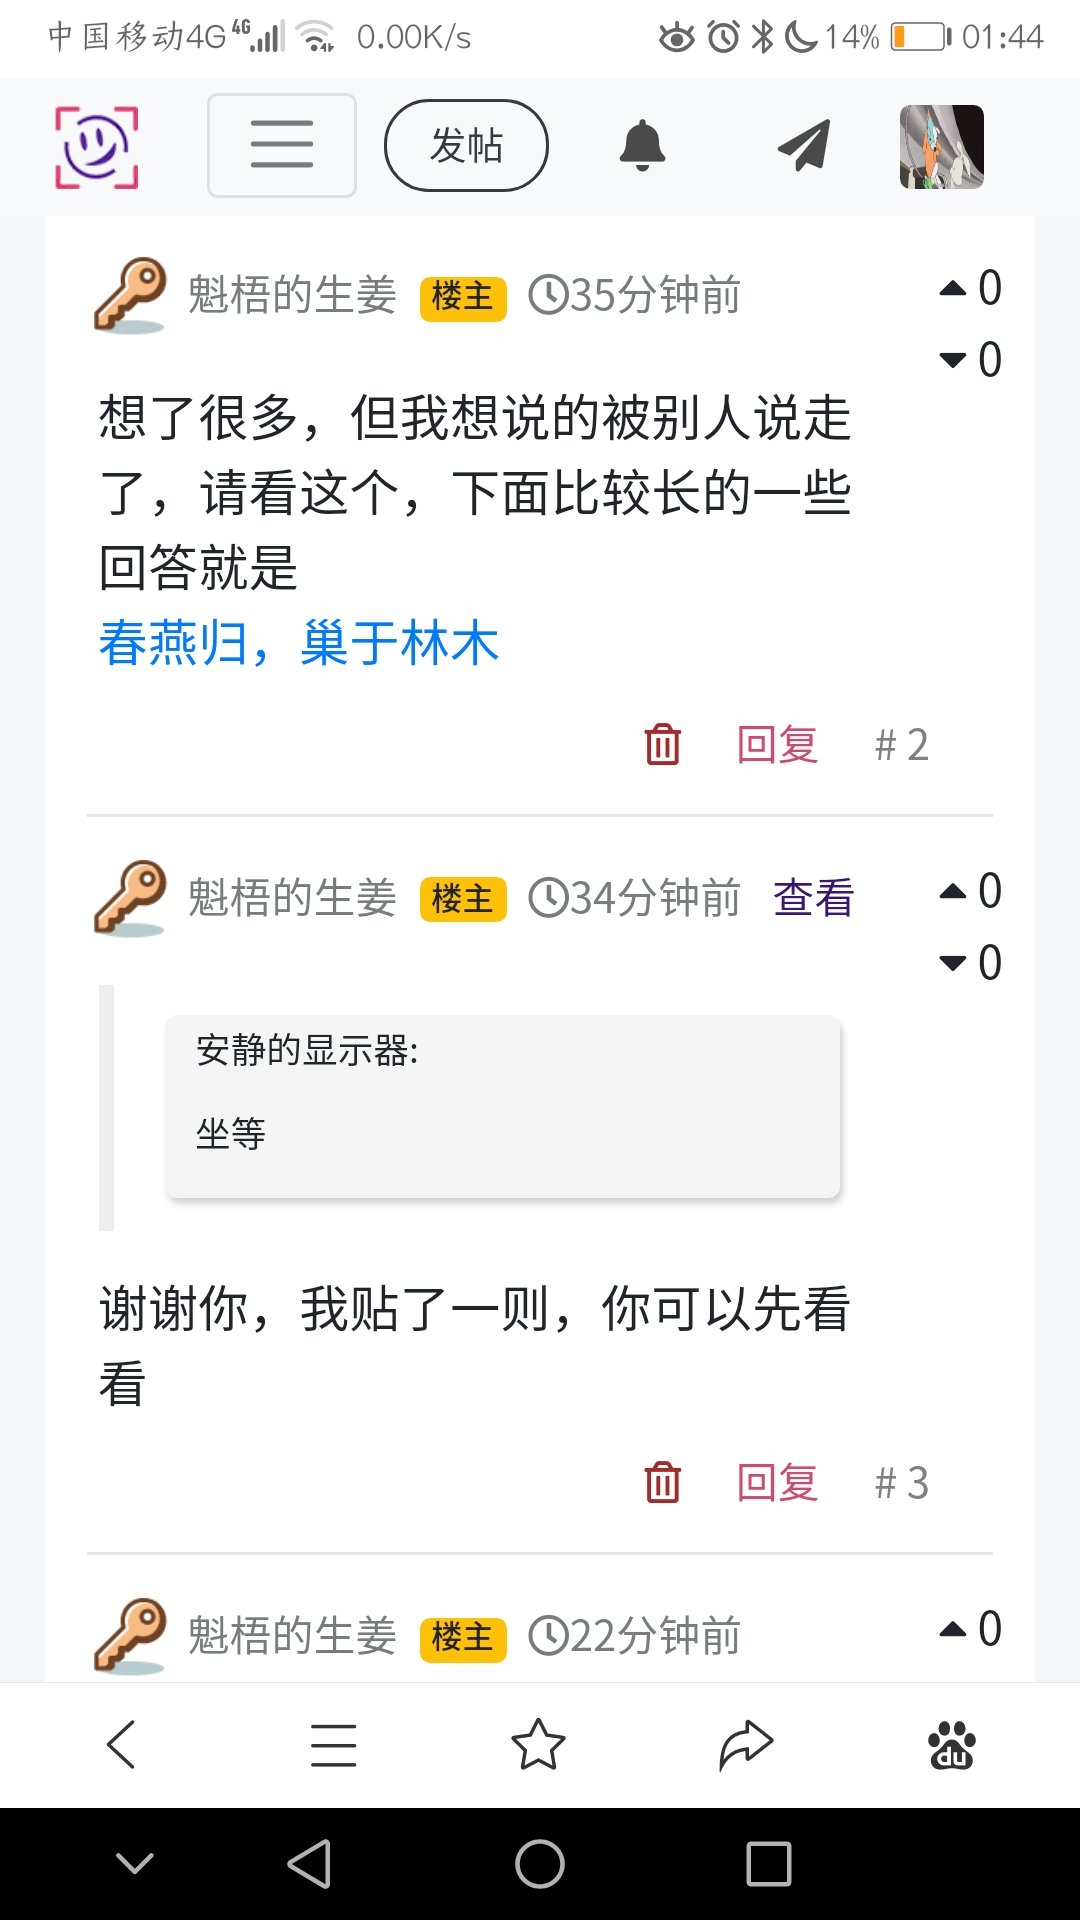 中国移动4G 4G 0.00K/s 14% 01:44
发帖
魁梧的生姜 楼主 35分钟前 0
0
想了很多，但我想说的被别人说走
了，请看这个，下面比较长的一些
回答就是
春燕归，巢于林木
回复 # 2
魁梧的生姜 楼主 34分钟前 查看 0
0
安静的显示器:
坐等
谢谢你，我贴了一则，你可以先看
看
回复 # 3
魁梧的生姜 楼主 22分钟前 0
du